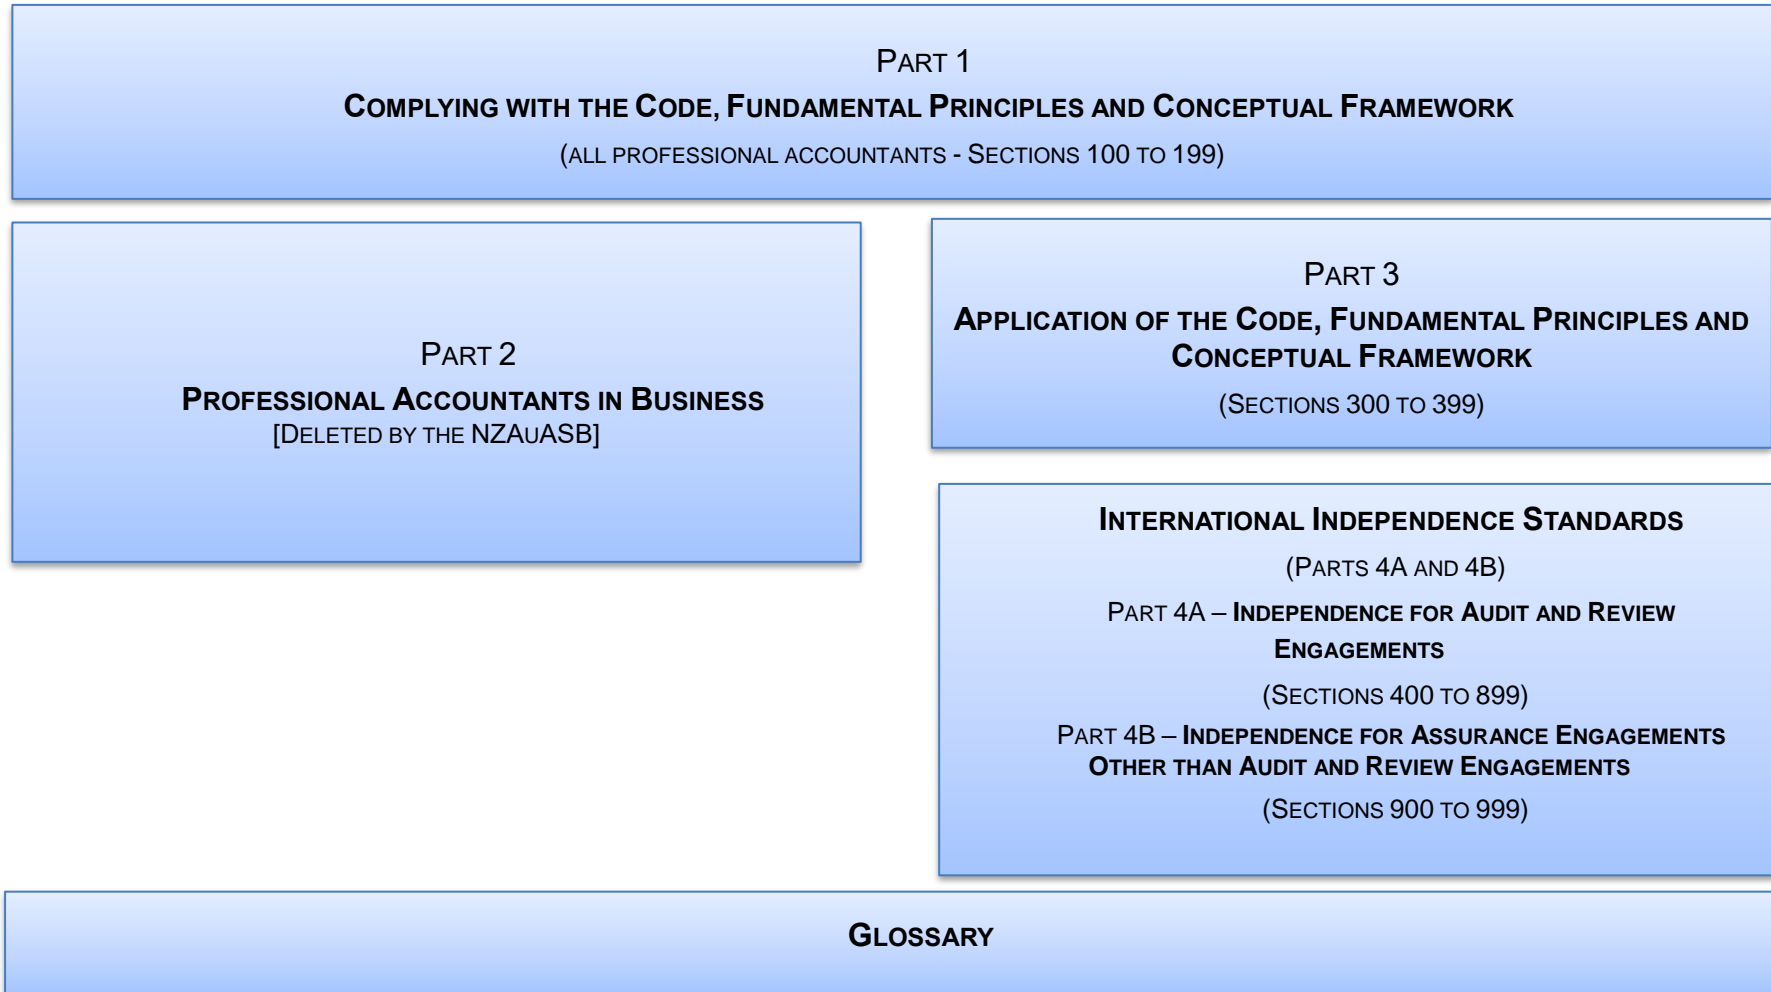 PART 1
COMPLYING WITH THE CODE, FUNDAMENTAL PRINCIPLES AND CONCEPTUAL FRAMEWORK
(ALL PROFESSIONAL ACCOUNTANTS - SECTIONS 100 TO 199)
PART 2
PROFESSIONAL ACCOUNTANTS IN BUSINESS
[DELETED BY THE NZAUASB]
PART 3
APPLICATION OF THE CODE, FUNDAMENTAL PRINCIPLES AND
CONCEPTUAL FRAMEWORK
(SECTIONS 300 TO 399)
INTERNATIONAL INDEPENDENCE STANDARDS
(PARTS 4A AND 4B)
PART 4A – INDEPENDENCE FOR AUDIT AND REVIEW
ENGAGEMENTS
(SECTIONS 400 TO 899)
PART 4B – INDEPENDENCE FOR ASSURANCE ENGAGEMENTS
OTHER THAN AUDIT AND REVIEW ENGAGEMENTS
(SECTIONS 900 TO 999)
GLOSSARY